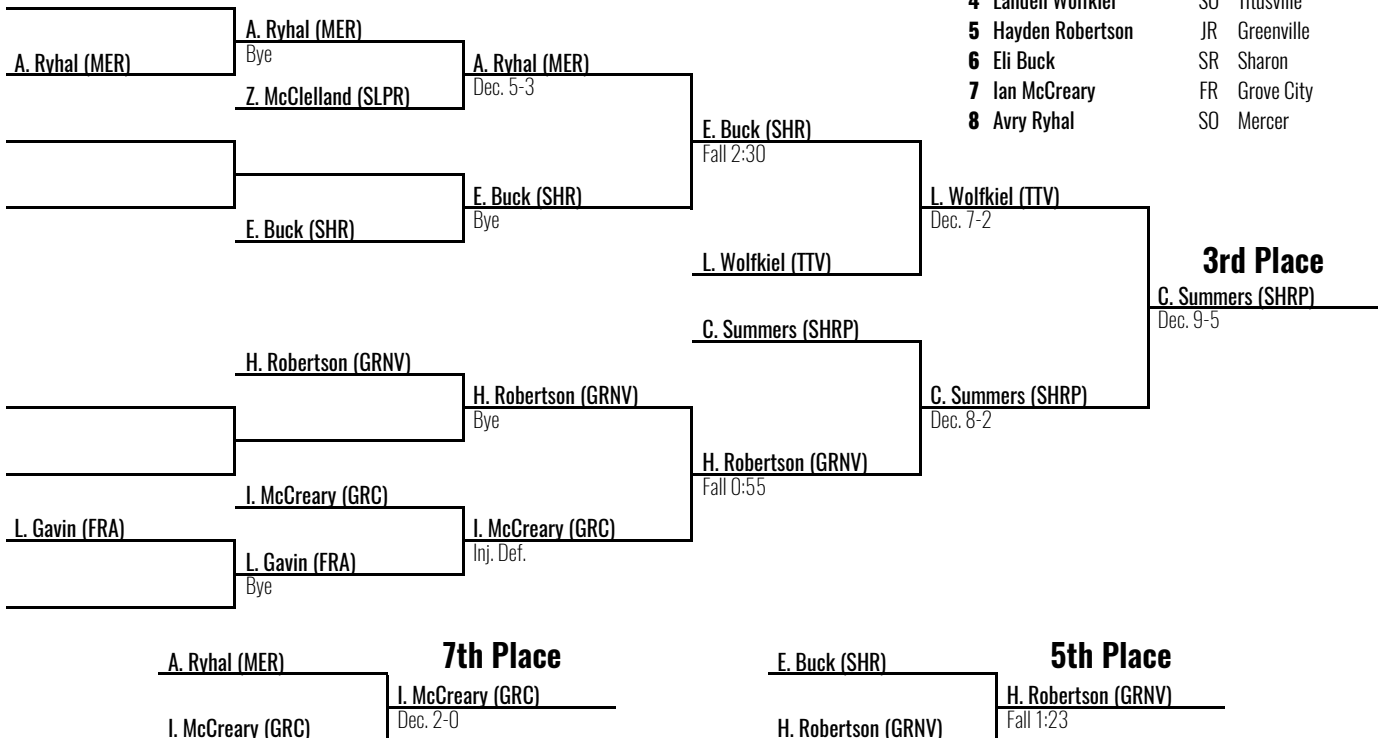 4 Landen Wolfkiel SO Titusville
A. Ryhal (MER)
5 Hayden Robertson JR Greenville
Bye
6 Eli Buck SR Sharon
A. Ryhal (MER)
A. Ryhal (MER)
Dec. 5-3
7 Ian McCreary FR Grove City
Z. McClelland (SLPR)
8 Avry Ryhal SO Mercer
E. Buck (SHR)
Fall 2:30
E. Buck (SHR)
Bye
L. Wolfkiel (TTV)
Dec. 7-2
E. Buck (SHR)
L. Wolfkiel (TTV)
3rd Place
C. Summers (SHRP)
Dec. 9-5
C. Summers (SHRP)
H. Robertson (GRNV)
H. Robertson (GRNV)
Bye
C. Summers (SHRP)
Dec. 8-2
H. Robertson (GRNV)
Fall 0:55
I. McCreary (GRC)
L. Gavin (FRA)
I. McCreary (GRC)
Inj. Def.
L. Gavin (FRA)
Bye
7th Place
A. Ryhal (MER)
I. McCreary (GRC)
Dec. 2-0
I. McCreary (GRC)
5th Place
E. Buck (SHR)
H. Robertson (GRNV)
Fall 1:23
H. Robertson (GRNV)